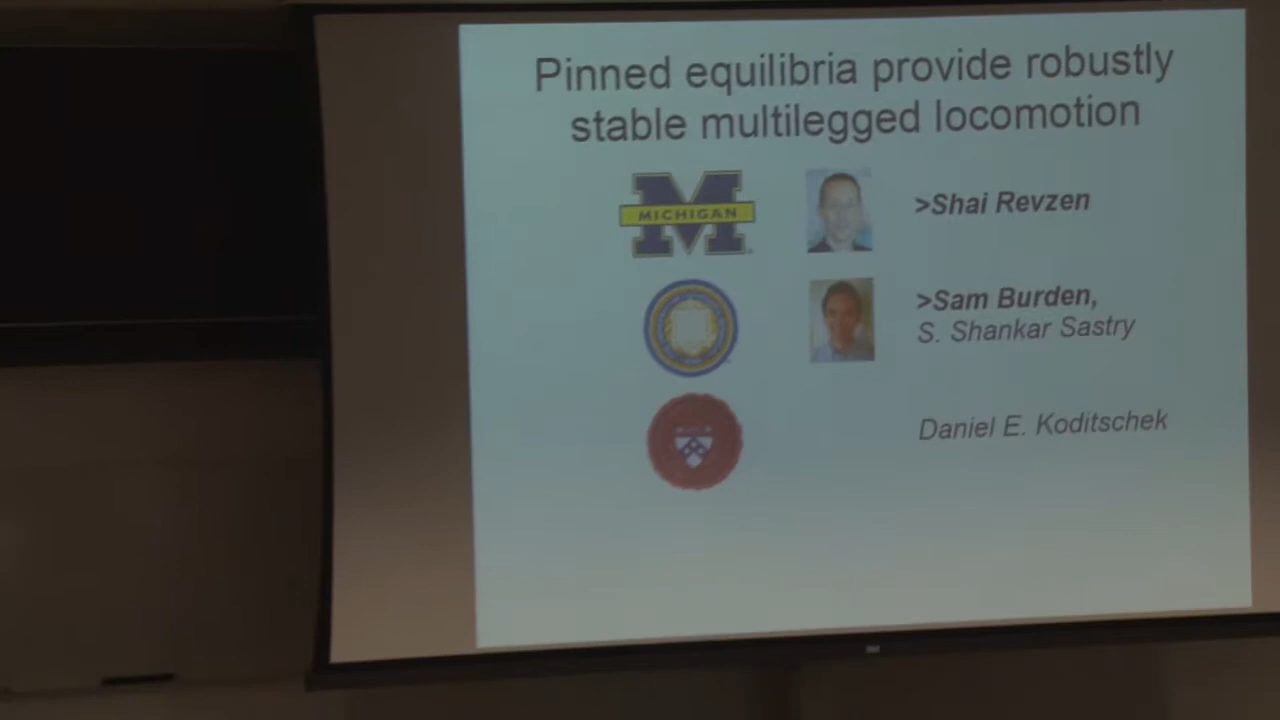 Pinned equilibria provide robustly
stable multilegged locomotion
MICHIGAN
>Shai Revzen
>Sam Burden,
S. Shankar Sastry
Daniel E. Koditschek